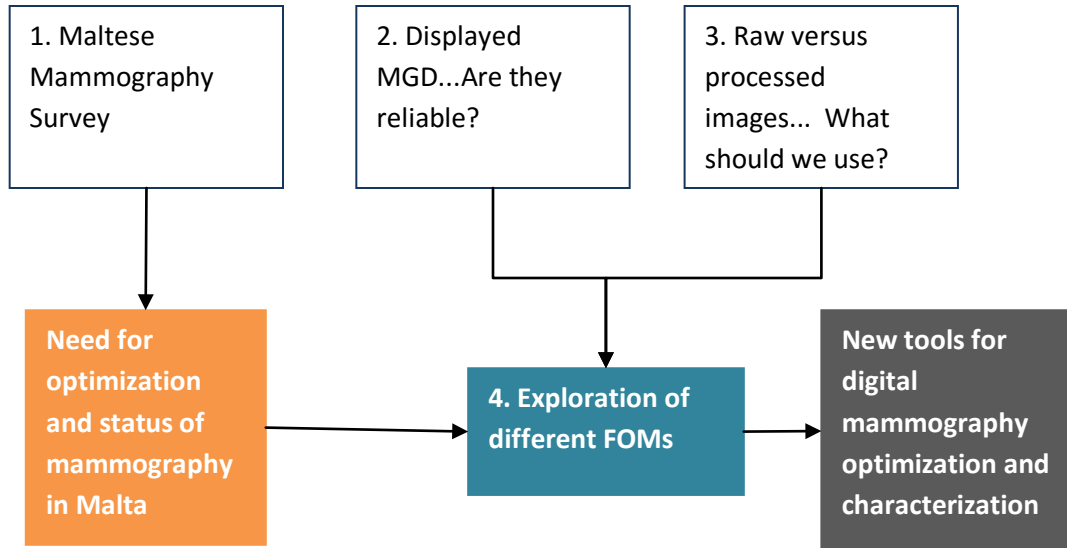 1. Maltese
Mammography
Survey
2. Displayed
MGD...Are they
reliable?
3. Raw versus
processed
images... What
should we use?
Need for
optimization
and status of
mammography
in Malta
4. Exploration of
different FOMs
New tools for
digital
mammography
optimization and
characterization